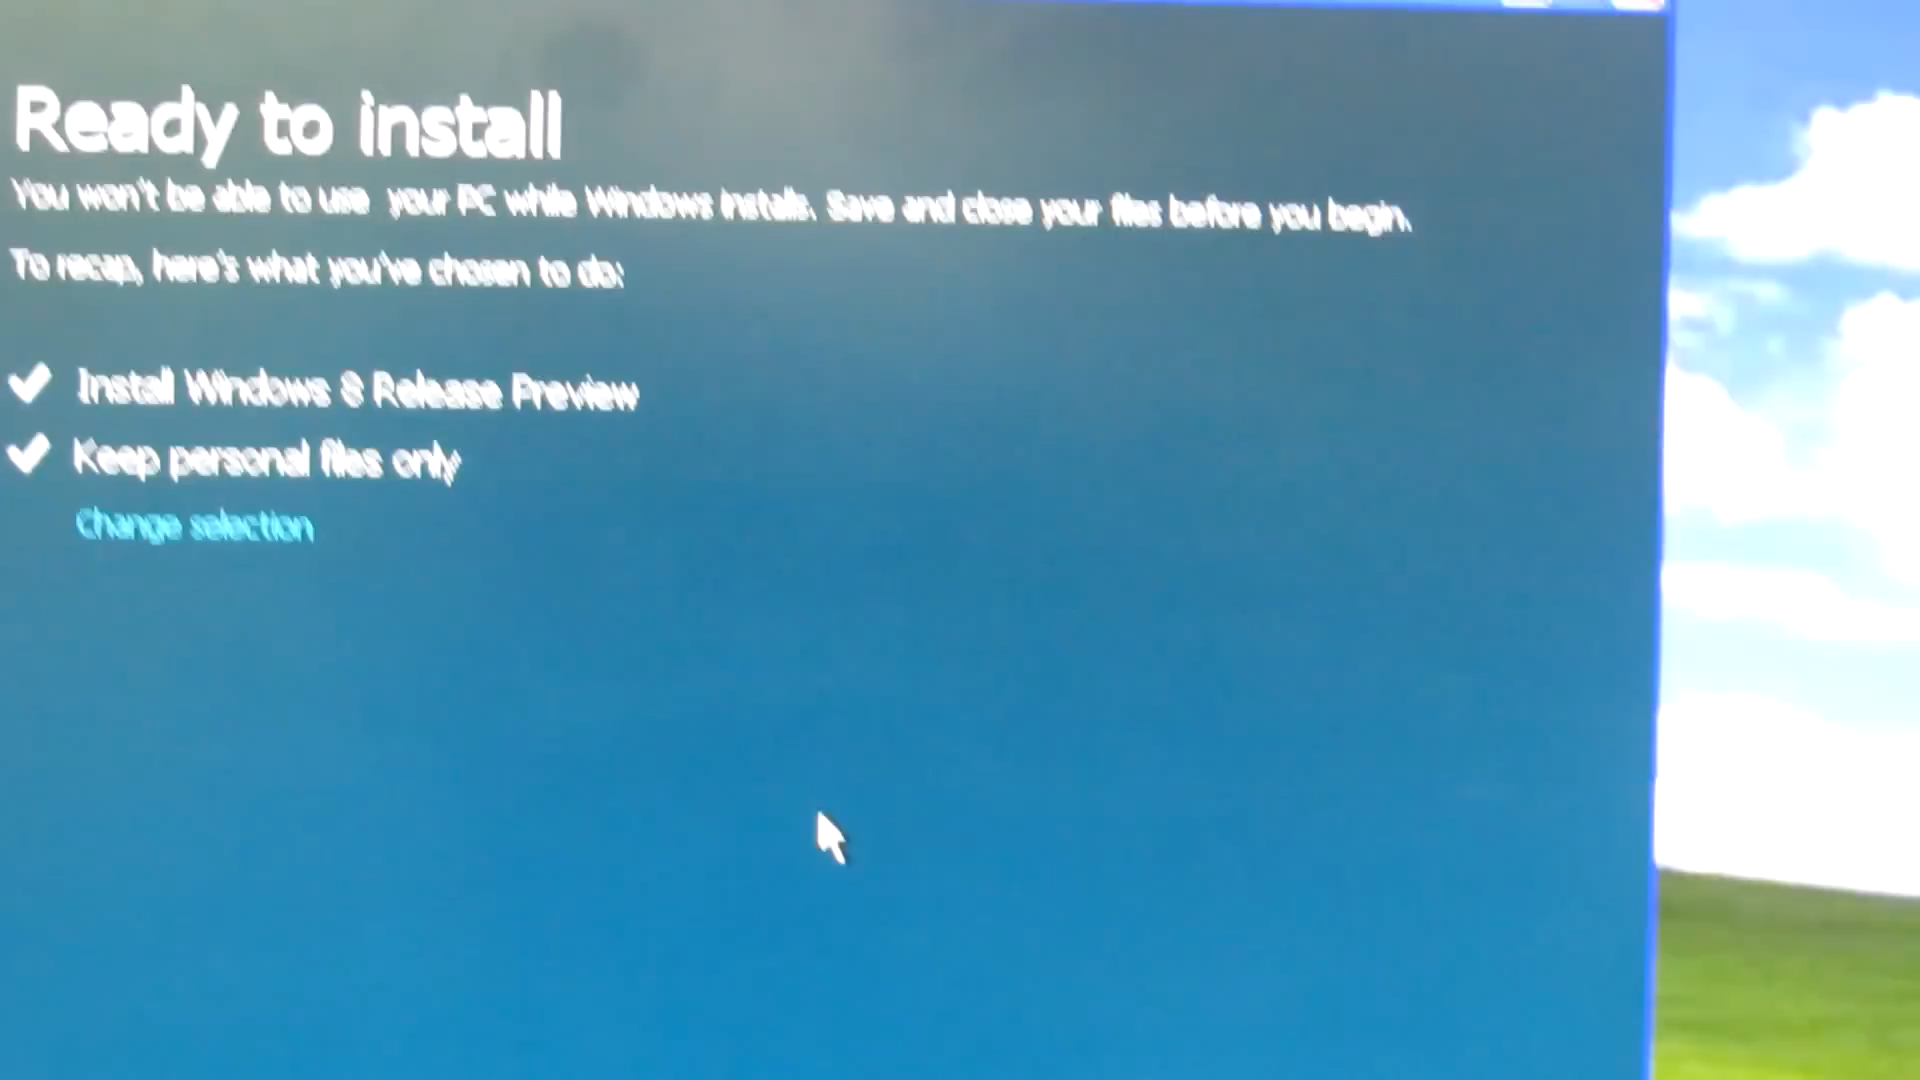 Ready to install
You won't be able to use your PC while Windows installs. Save and close your files before you begin.
To recap, here's what you've chosen to do:
Install Windows 8 Release Preview
Keep personal files only
Change selection